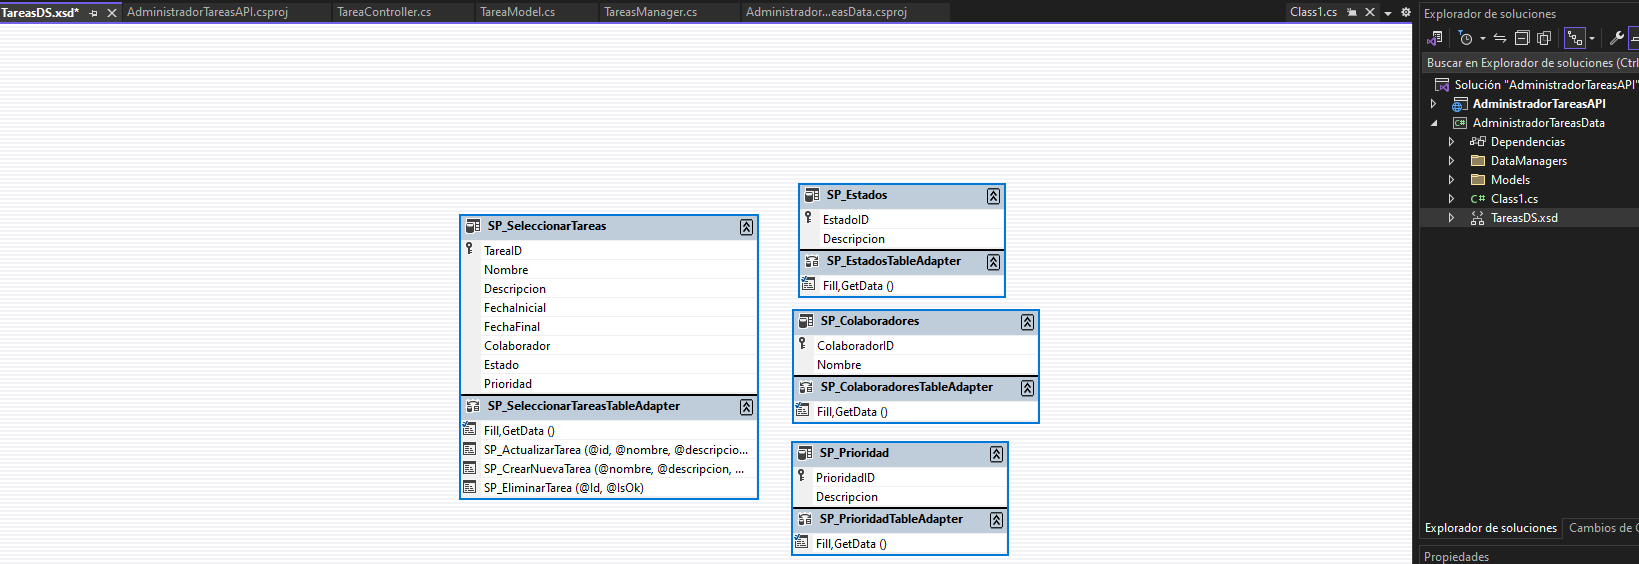 TareasDS.xsd*
AdministradorTareasAPI.csproj
TareaController.cs
TareaModel.cs
TareasManager.cs
Administrador...easData.csproj
Class1.cs
SP_SeleccionarTareas
TareaID
Nombre
Descripcion
FechaInicial
FechaFinal
Colaborador
Estado
Prioridad
SP_SeleccionarTareasTableAdapter
Fill,GetData ()
SP_ActualizarTarea (@id, @nombre, @descripcio...
SP_CrearNuevaTarea (@nombre, @descripcion, ...
SP_EliminarTarea (@Id, @IsOk)
SP_Estados
EstadoID
Descripcion
SP_EstadosTableAdapter
Fill,GetData ()
SP_Colaboradores
ColaboradorID
Nombre
SP_ColaboradoresTableAdapter
Fill,GetData ()
SP_Prioridad
PrioridadID
Descripcion
SP_PrioridadTableAdapter
Fill,GetData ()
Explorador de soluciones
Buscar en Explorador de soluciones (Ctrl
Solución "AdministradorTareasAPI"
AdministradorTareasAPI
C# AdministradorTareasData
Dependencias
DataManagers
Models
C# Class1.cs
TareasDS.xsd
Explorador de soluciones
Cambios de G
Propiedades